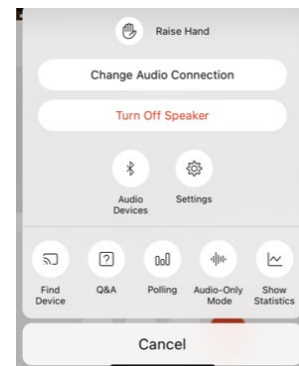 Raise Hand
Change Audio Connection
Turn Off Speaker
Audio Devices
Settings
Find Device
Q&A
Polling
Audio-Only Mode
Show Statistics
Cancel